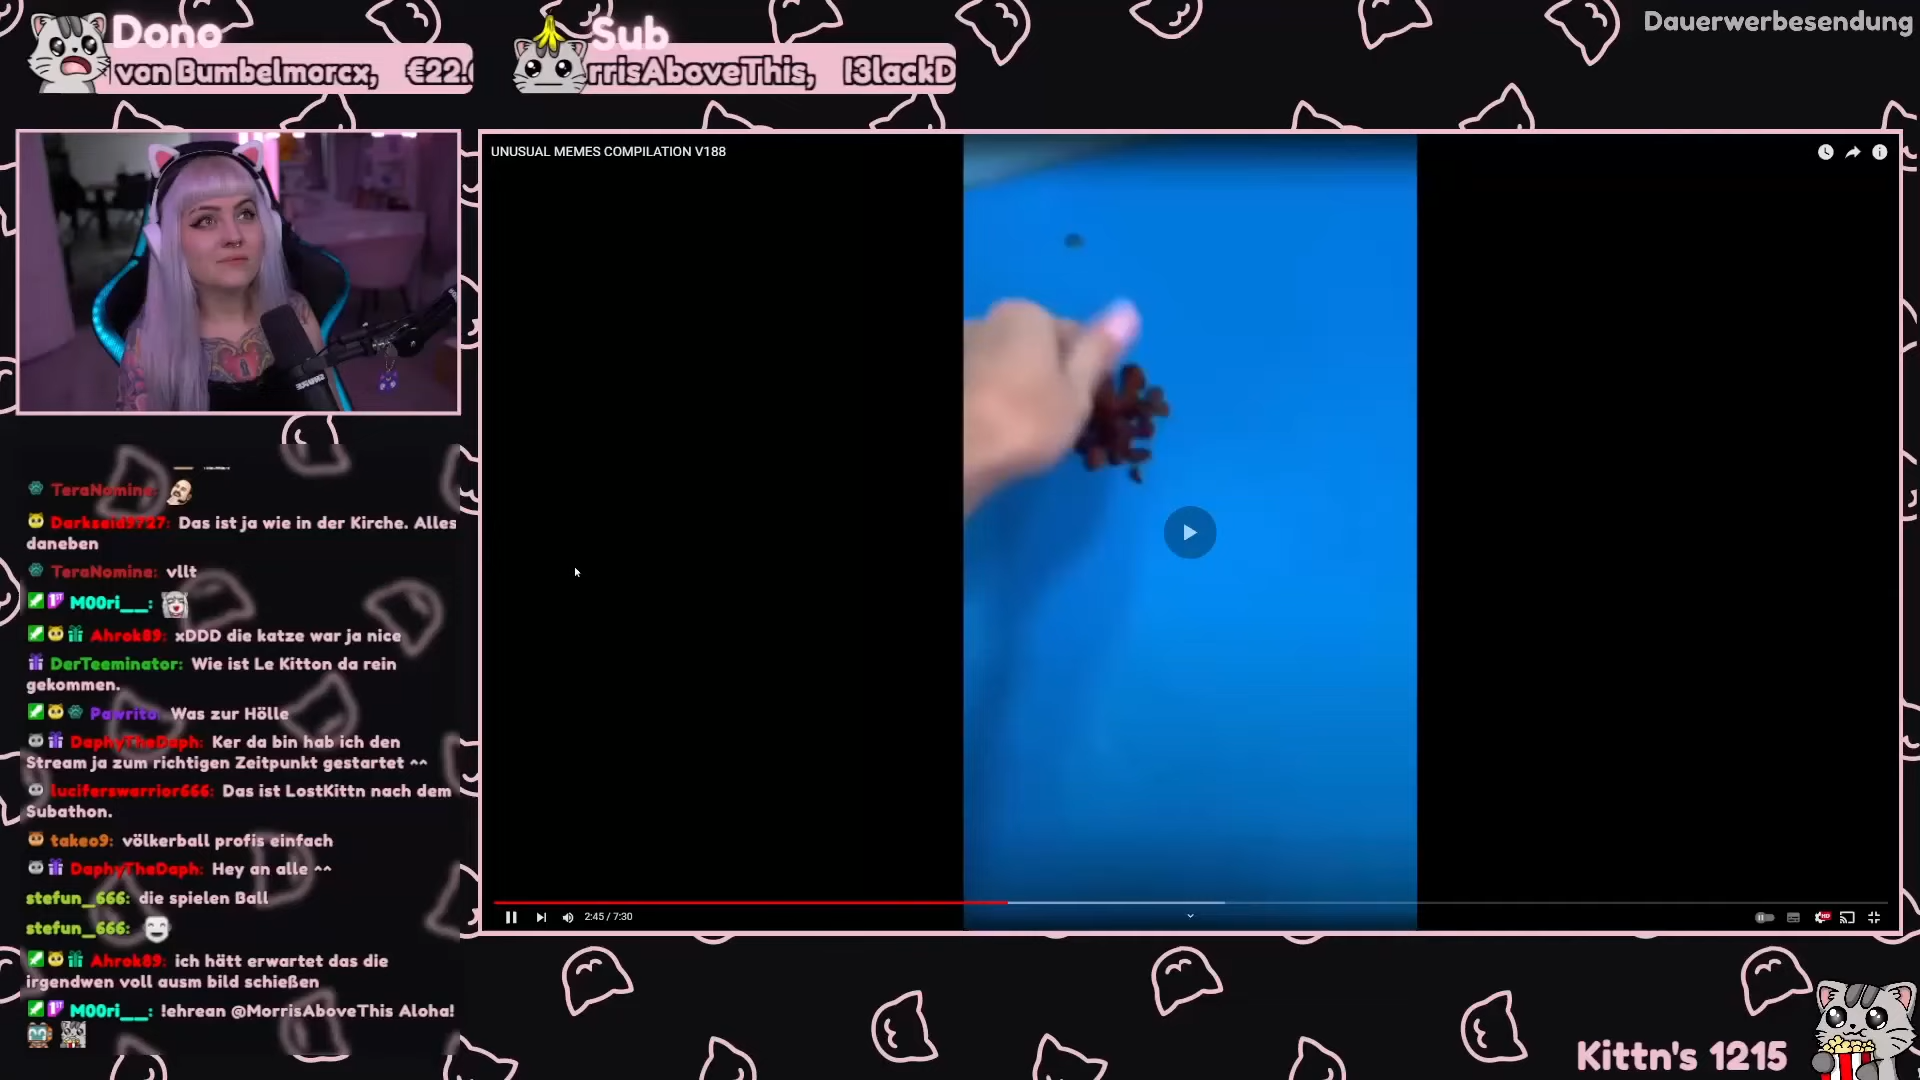 Dono
von Bumbelmorcx, €22.
Sub
rrisAboveThis, I3lackD
Dauerwerbesendung
UNUSUAL MEMES COMPILATION V188
TeraNomine:
Darkseid9727: Das ist ja wie in der Kirche. Alles
daneben
TeraNomine: vllt
M00ri__:
Ahrok89: xDDD die katze war ja nice
DerTeeminator: Wie ist Le Kitton da rein
gekommen.
Pawrito: Was zur Hölle
DaphyTheDaph: Ker da bin hab ich den
Stream ja zum richtigen Zeitpunkt gestartet ^^
luciferswarrior666: Das ist LostKittn nach dem
Subathon.
takeo9: völkerball profis einfach
DaphyTheDaph: Hey an alle ^^
stefun_666: die spielen Ball
stefun_666:
Ahrok89: ich hätt erwartet das die
irgendwen voll ausm bild schießen
M00ri__: !ehrean @MorrisAboveThis Aloha!
2:45 / 7:30
HD
Kittn's 1215